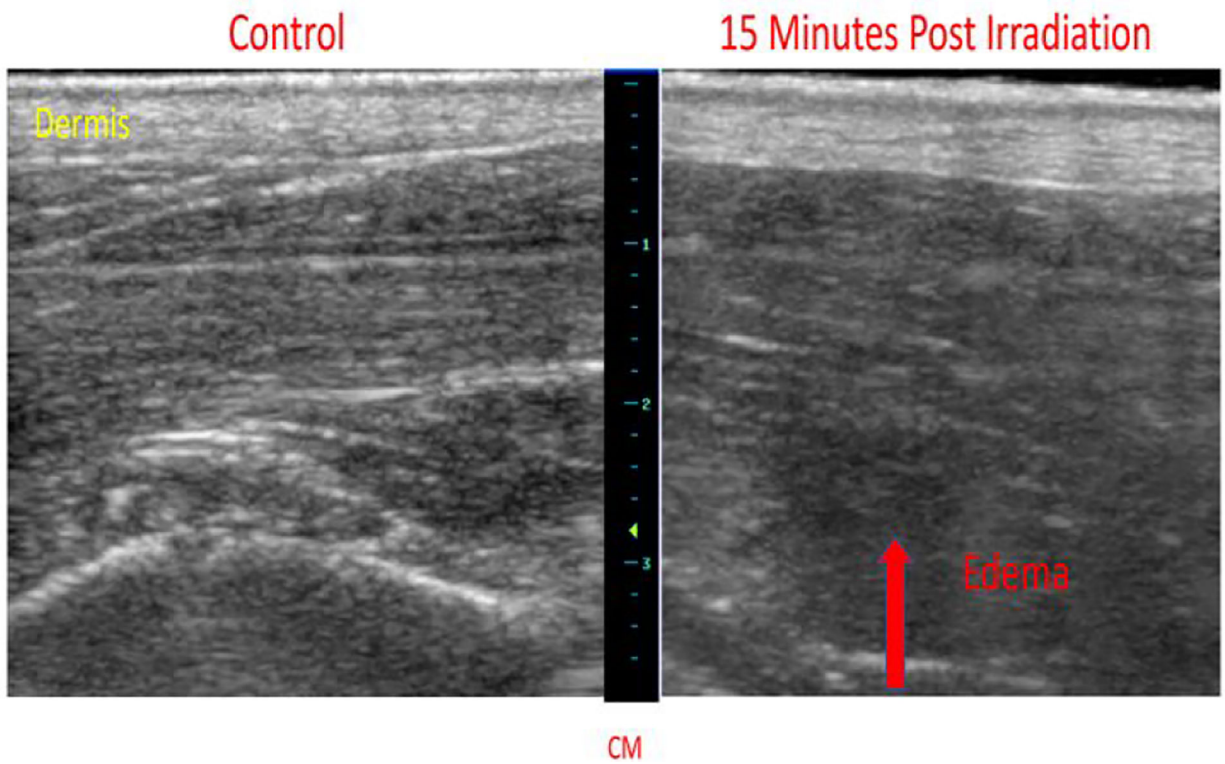 Control
15 Minutes Post Irradiation
Dermis
1
2
3
Edema
CM